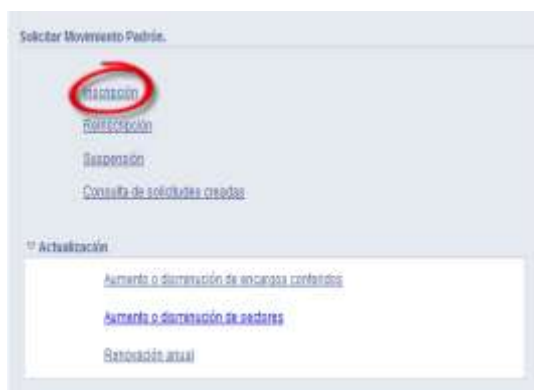 Solicitar Movimiento Padrón.
Inscripción
Reinscripción
Suspensión
Consulta de solicitudes creadas
Actualización
Aumento o disminución de encargos conferidos
Aumento o disminución de sectores
Renovación anual